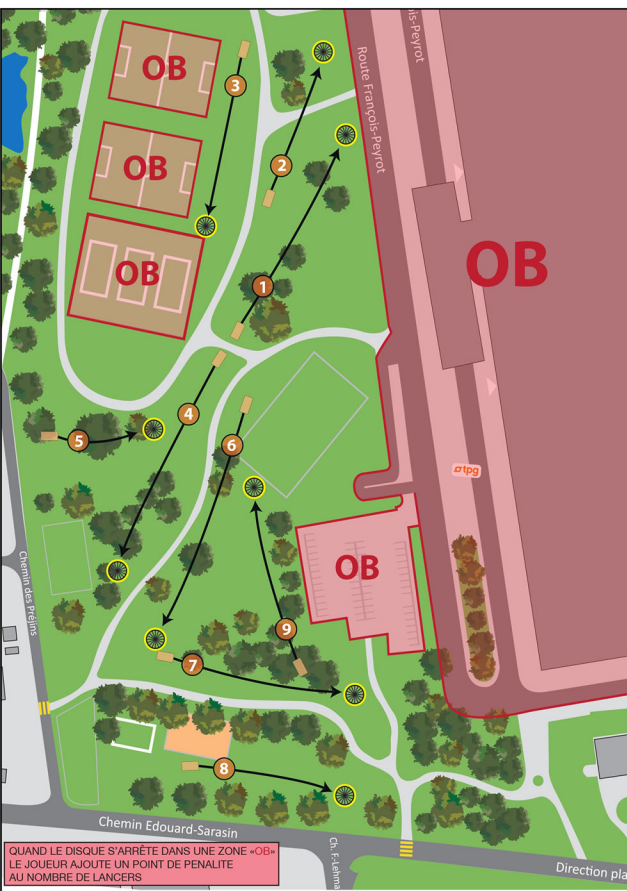 is-Peyrot
OB
3
Route François-Peyrot
2
OB
OB
OB
1
4
6
5
tpg
Chemin des Préjins
OB
9
7
8
Chemin Edouard-Sarasin
Ch. F.-Lehma
Direction pla
QUAND LE DISQUE S'ARRÊTE DANS UNE ZONE «OB»
LE JOUEUR AJOUTE UN POINT DE PENALITE
AU NOMBRE DE LANCERS